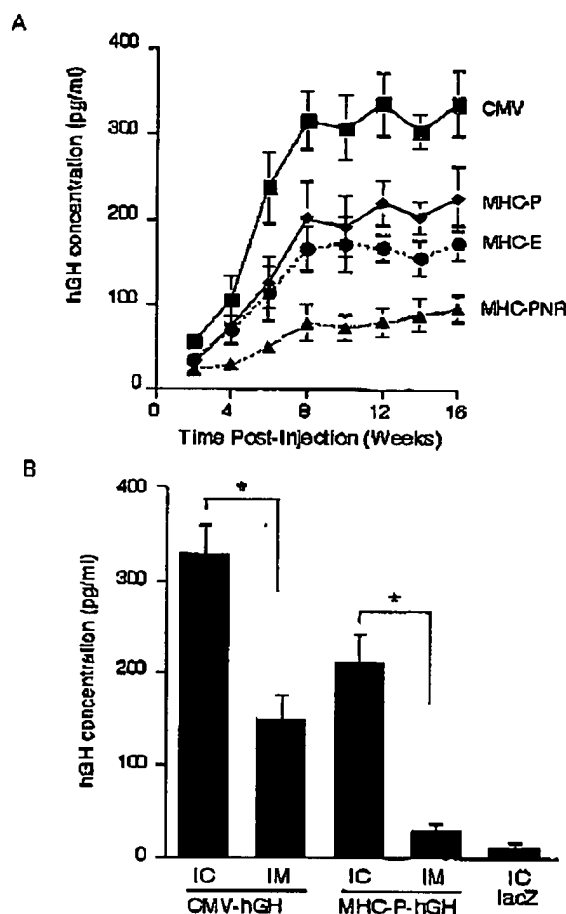 A
hGH concentration (pg/ml)
400
300
200
100
0
CMV
MHC-P
MHC-E
MHC-PNR
0 4 8 12 16
Time Post-Injection (Weeks)
B
hGH concentration (pg/ml)
400
300
200
100
0
*
*
IC IM IC IM IC
CMV-hGH MHC-P-hGH lacZ